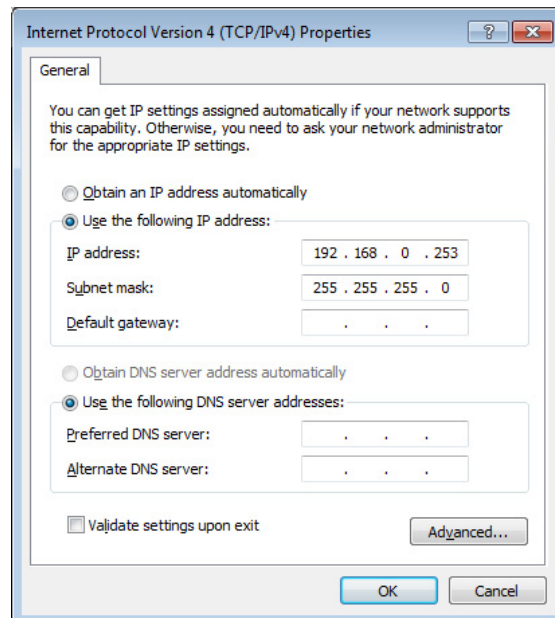 Internet Protocol Version 4 (TCP/IPv4) Properties
General
You can get IP settings assigned automatically if your network supports
this capability. Otherwise, you need to ask your network administrator
for the appropriate IP settings.
Obtain an IP address automatically
Use the following IP address:
IP address: 192 . 168 . 0 . 253
Subnet mask: 255 . 255 . 255 . 0
Default gateway: . . .
Obtain DNS server address automatically
Use the following DNS server addresses:
Preferred DNS server: . . .
Alternate DNS server: . . .
Validate settings upon exit
Advanced...
OK Cancel